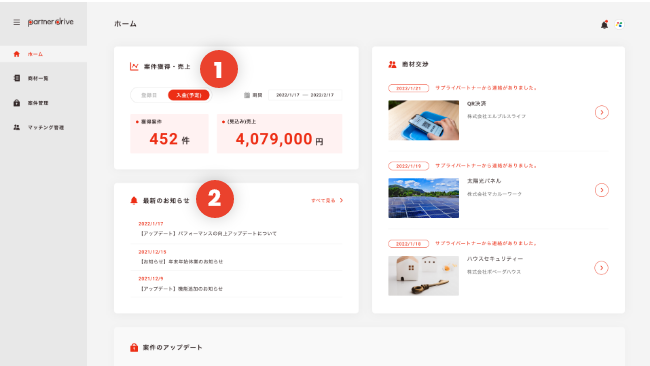 partner drive
ホーム
ホーム
商材一覧
案件管理
マッチング管理
案件獲得・売上
1
登録日
入金(予定)
期間
2022/1/17 — 2022/2/17
獲得案件
452 件
(見込み)売上
4,079,000 円
最新のお知らせ
2
すべて見る
2022/1/17
【アップデート】パフォーマンスの向上アップデートについて
2021/12/15
【お知らせ】年末年始休業のお知らせ
2021/12/9
【アップデート】機能追加のお知らせ
商材交渉
2022/1/21 サプライパートナーから連絡がありました。
QR決済
株式会社エルプルスライフ
2022/1/19 サプライパートナーから連絡がありました。
太陽光パネル
株式会社マカルーワーク
2022/1/18 サプライパートナーから連絡がありました。
ハウスセキュリティー
株式会社ポベーダハウス
案件のアップデート